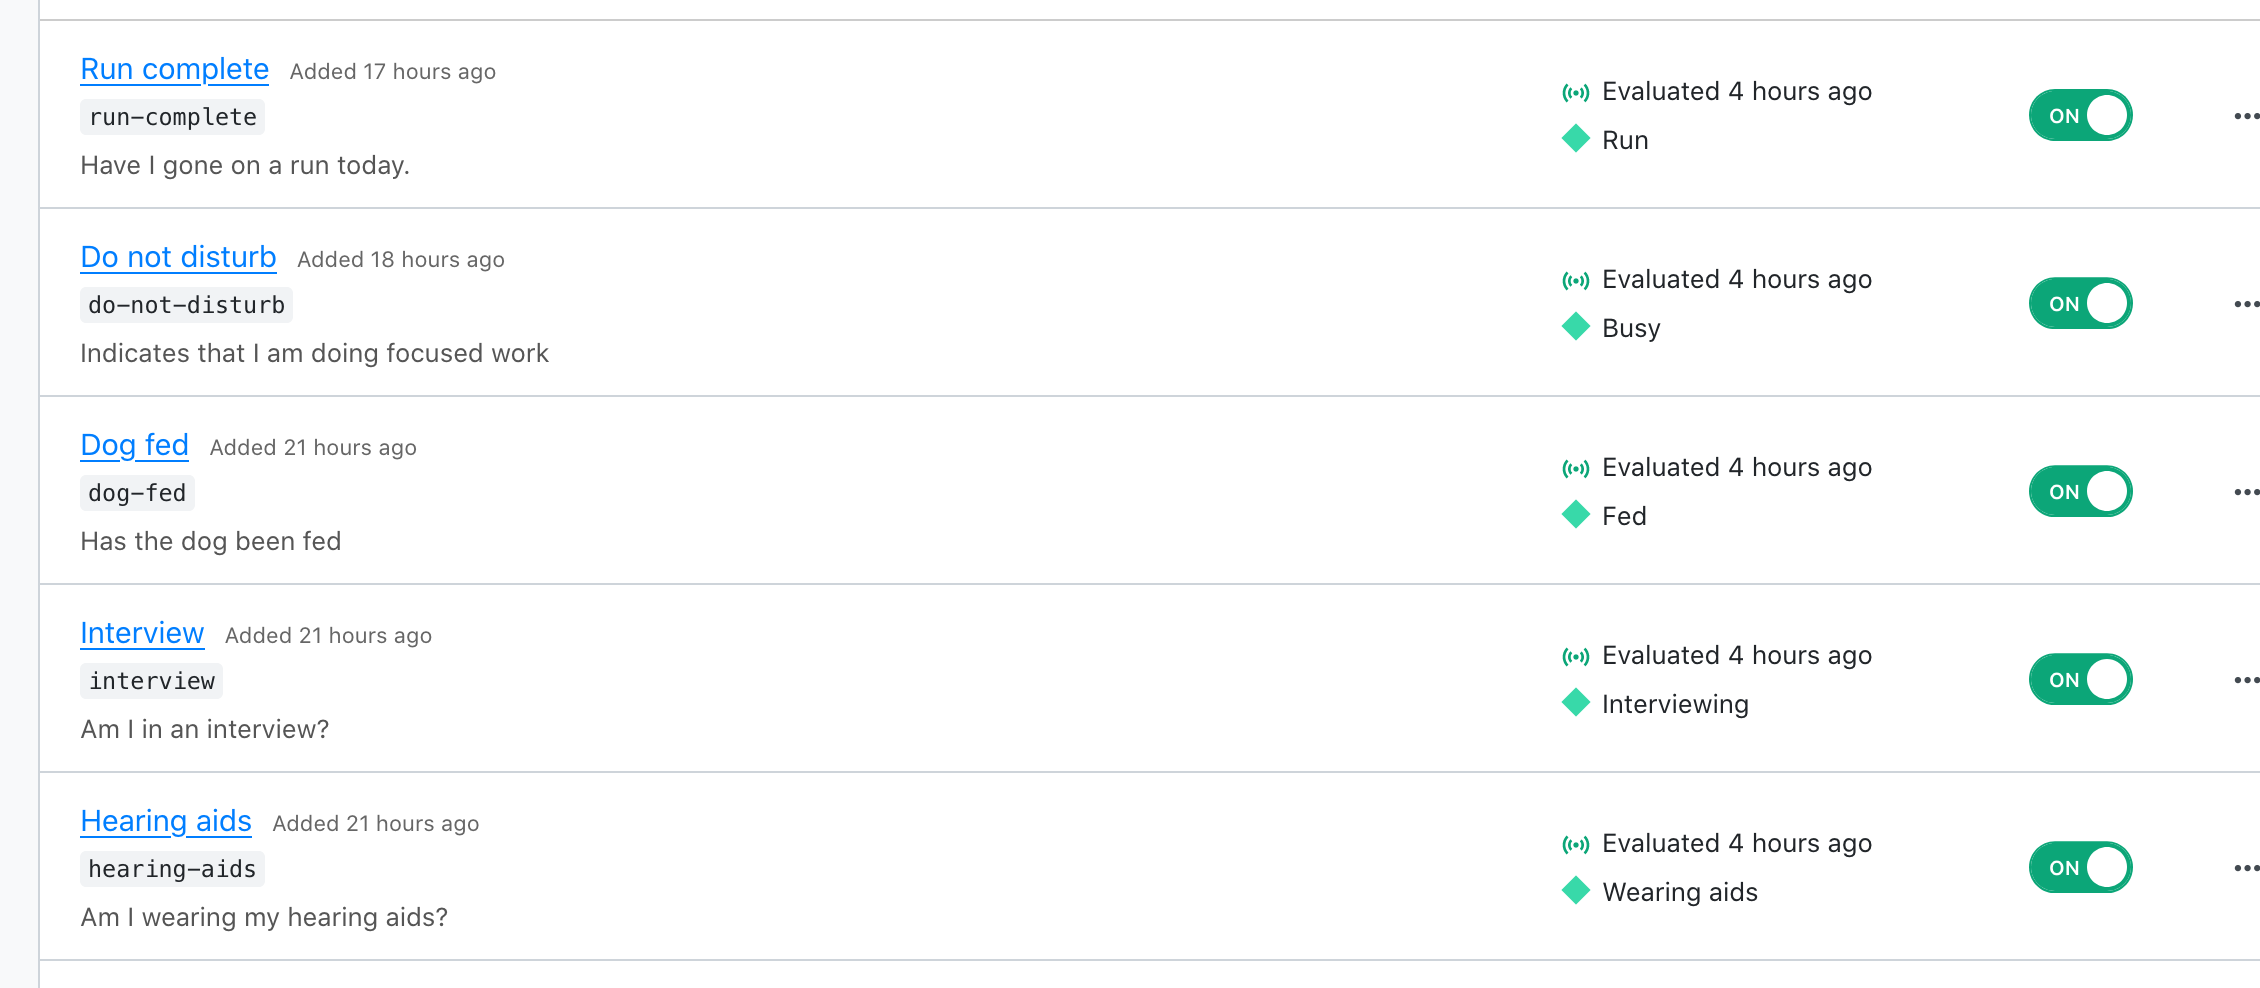 Run complete Added 17 hours ago
run-complete
Have I gone on a run today.
Evaluated 4 hours ago
Run
ON
Do not disturb Added 18 hours ago
do-not-disturb
Indicates that I am doing focused work
Evaluated 4 hours ago
Busy
ON
Dog fed Added 21 hours ago
dog-fed
Has the dog been fed
Evaluated 4 hours ago
Fed
ON
Interview Added 21 hours ago
interview
Am I in an interview?
Evaluated 4 hours ago
Interviewing
ON
Hearing aids Added 21 hours ago
hearing-aids
Am I wearing my hearing aids?
Evaluated 4 hours ago
Wearing aids
ON